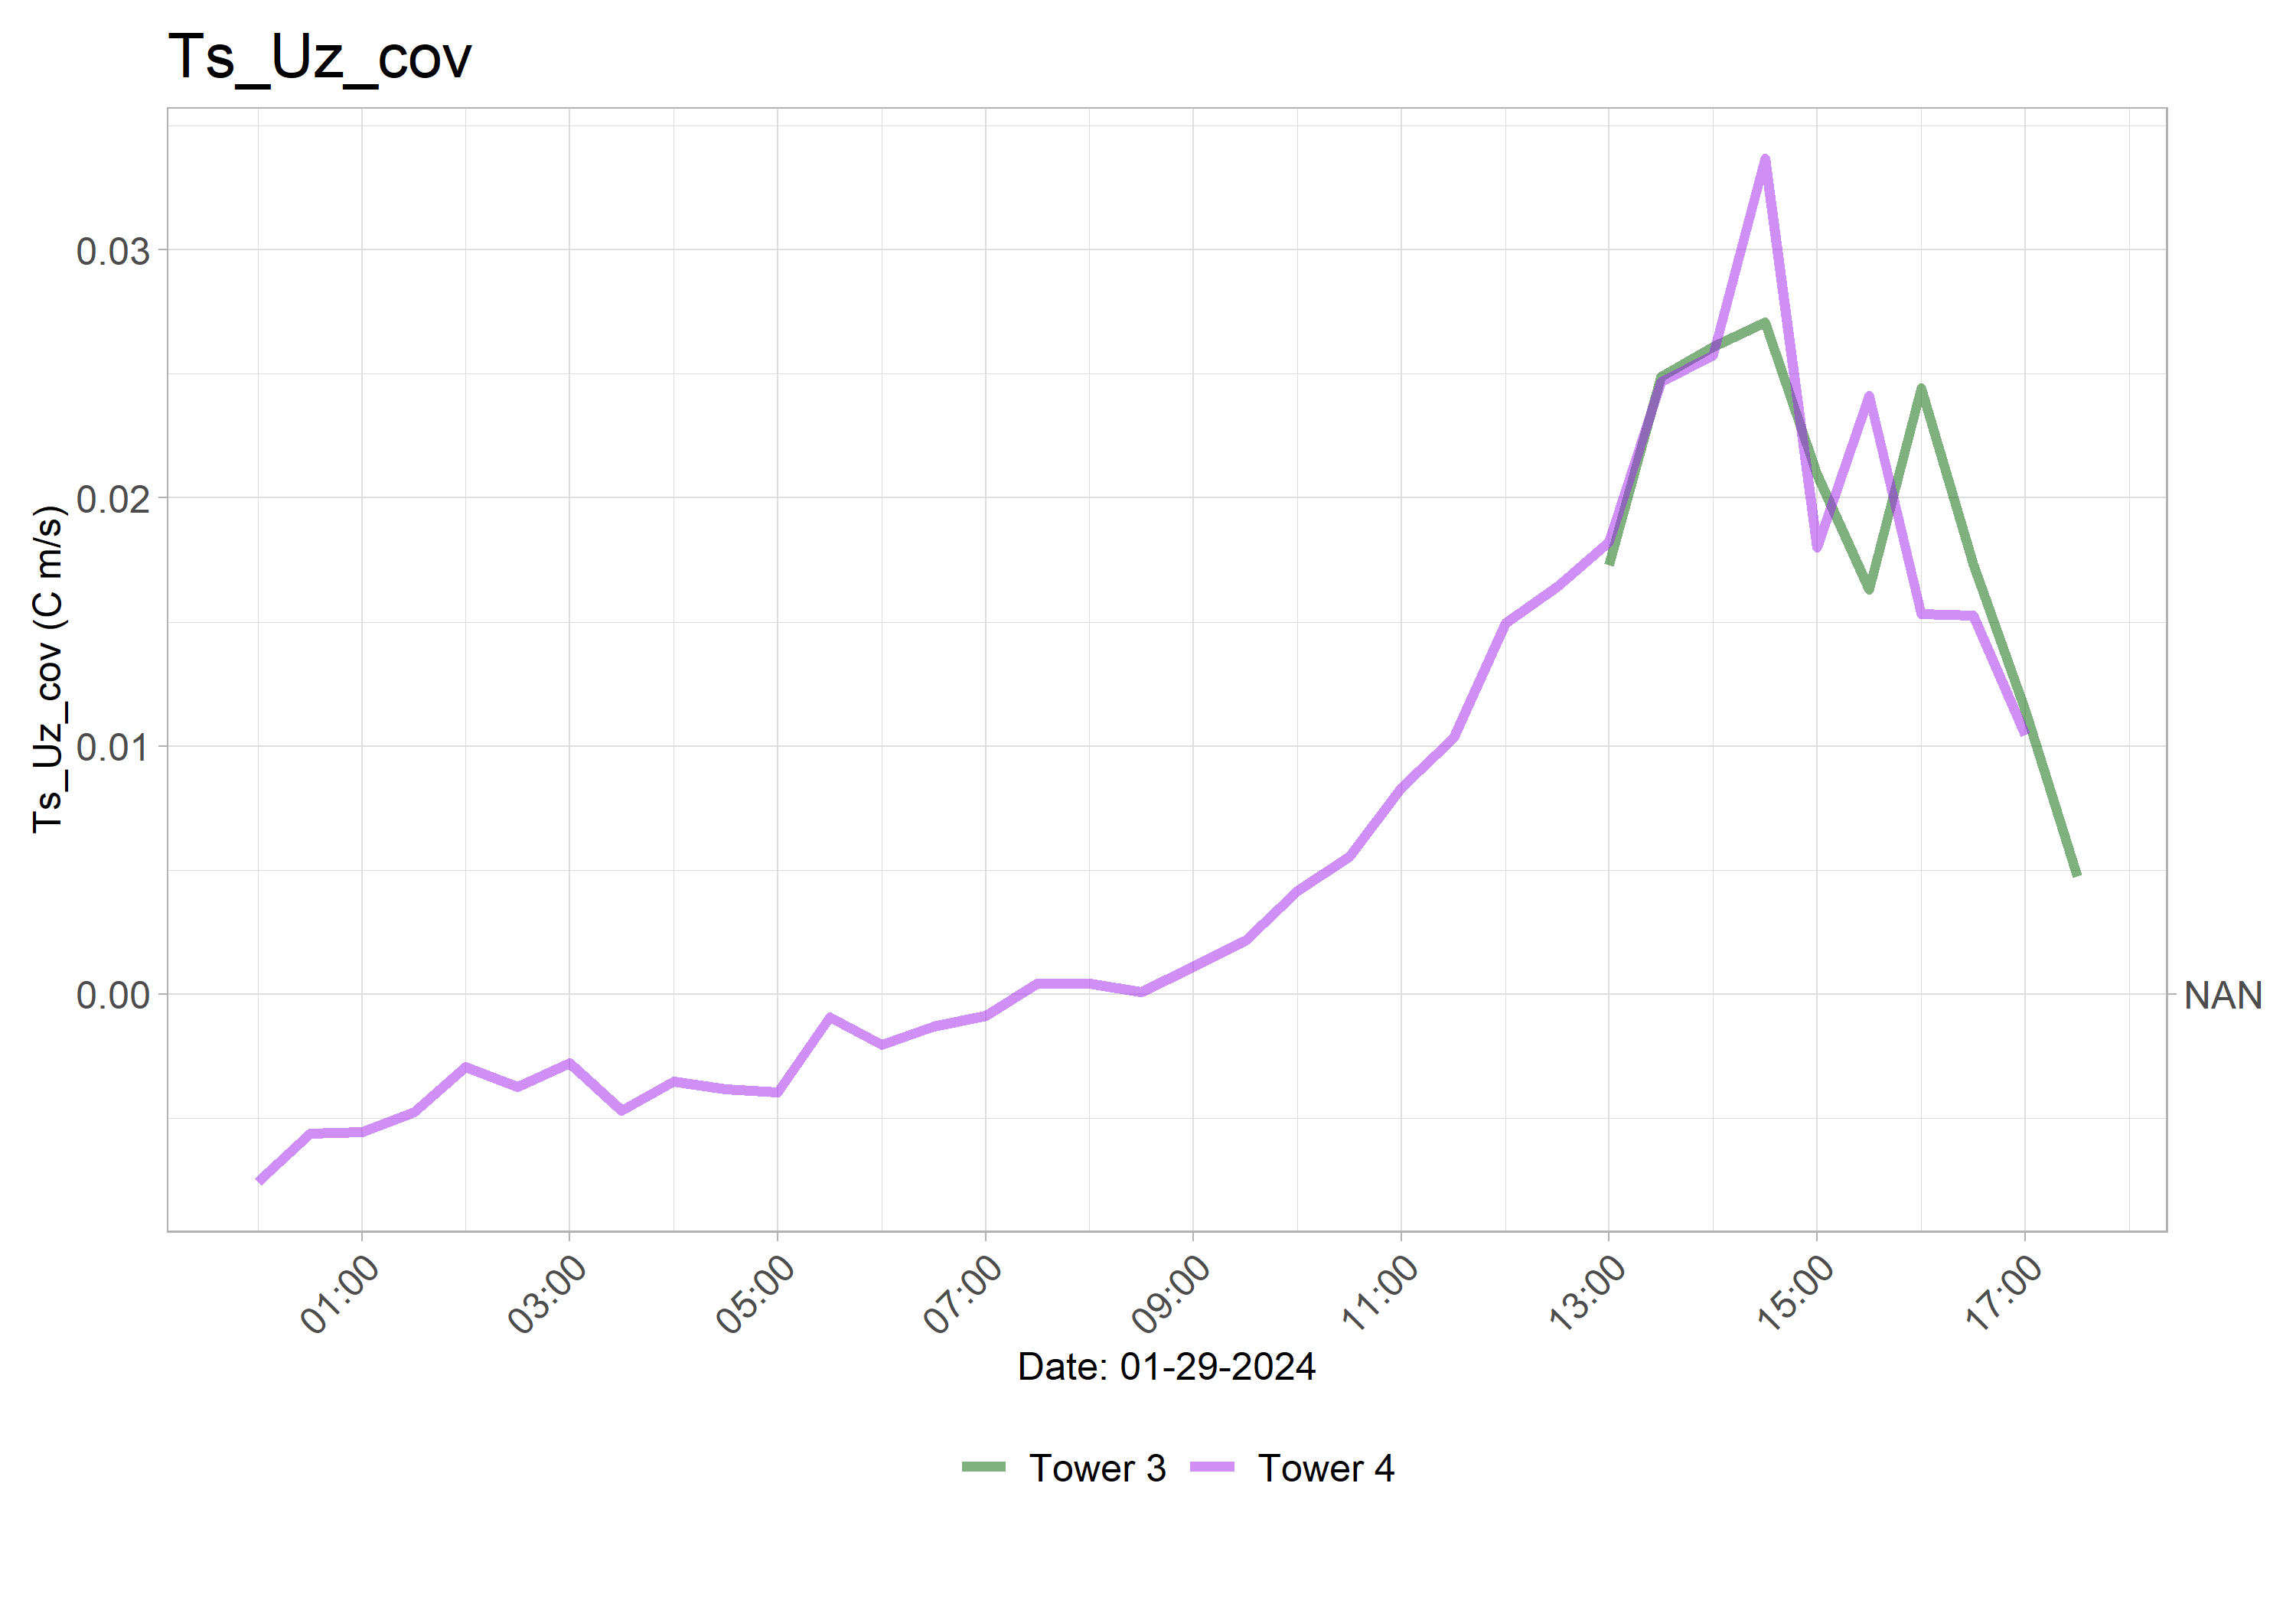 Ts_Uz_cov
Ts_Uz_cov (C m/s)
0.03
0.02
0.01
0.00
NAN
01:00 03:00 05:00 07:00 09:00 11:00 13:00 15:00 17:00
Date: 01-29-2024
Tower 3 Tower 4